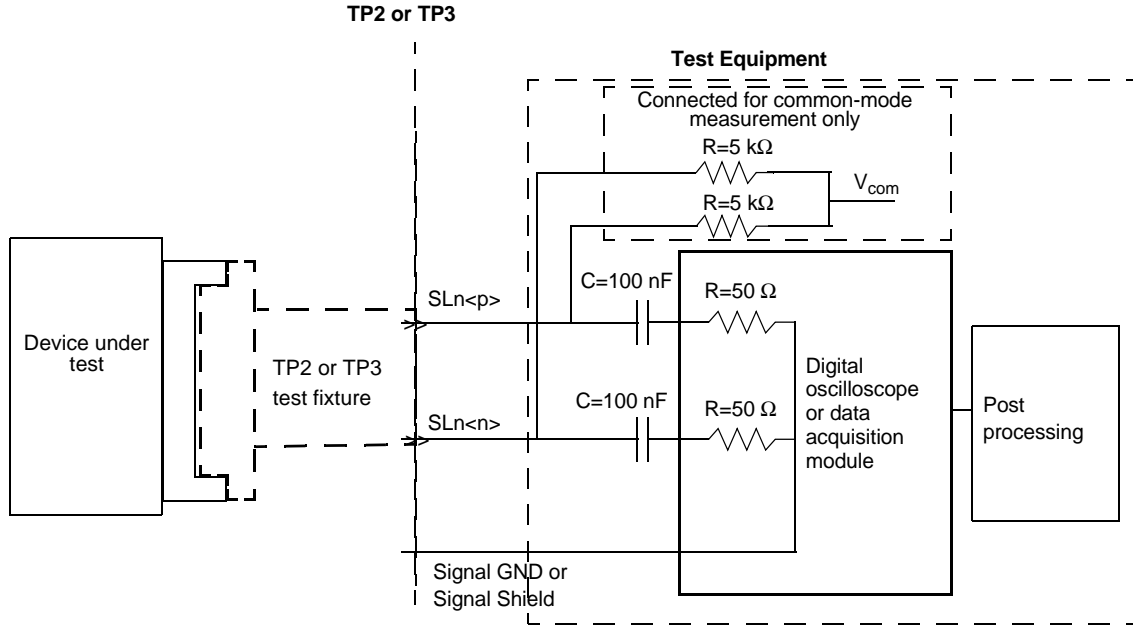 TP2 or TP3
Test Equipment
Connected for common-mode
measurement only
R=5 kΩ
Vcom
R=5 kΩ
C=100 nF
R=50 Ω
SLn<p>
Device under
test
TP2 or TP3
test fixture
Digital
oscilloscope
or data
acquisition
module
C=100 nF
R=50 Ω
SLn<n>
Post
processing
Signal GND or
Signal Shield